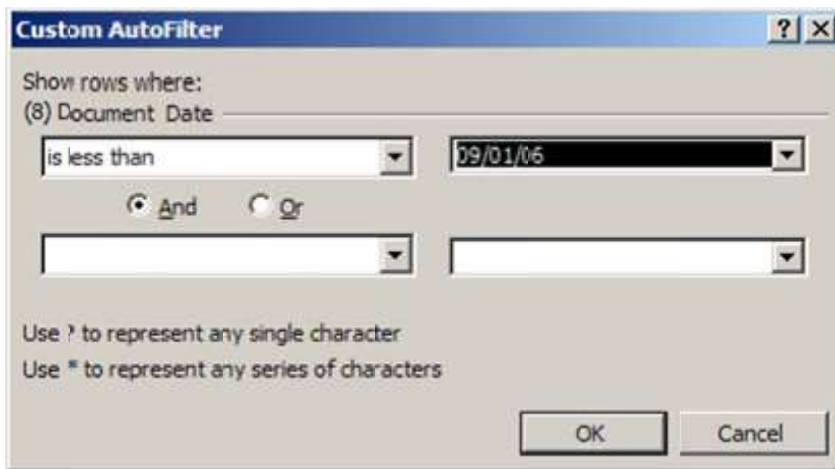 Custom AutoFilter ? X
Show rows where:
(8) Document Date
is less than 09/01/06
And Or
Use ? to represent any single character
Use * to represent any series of characters
OK Cancel